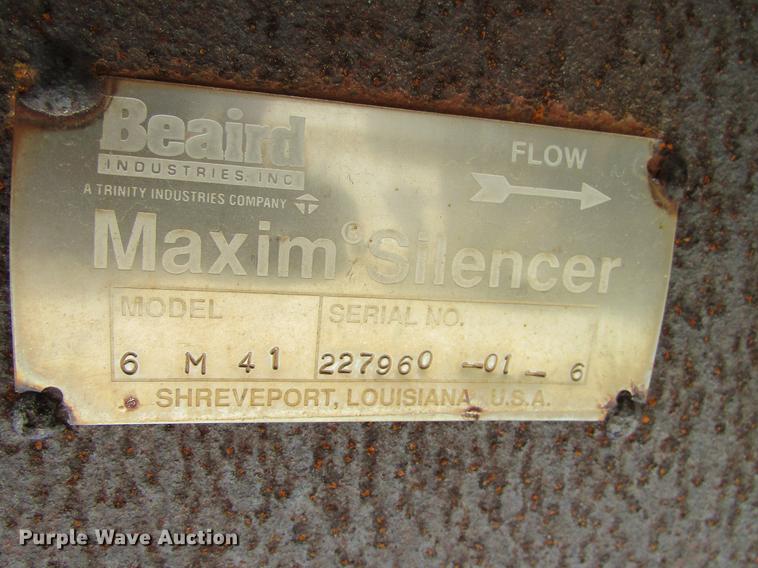 Beaird
INDUSTRIES, INC.
A TRINITY INDUSTRIES COMPANY
FLOW
Maxim© Silencer
MODEL
SERIAL NO.
6 M 41
227960 -01-6
SHREVEPORT, LOUISIANA, U.S.A.
Purple Wave Auction